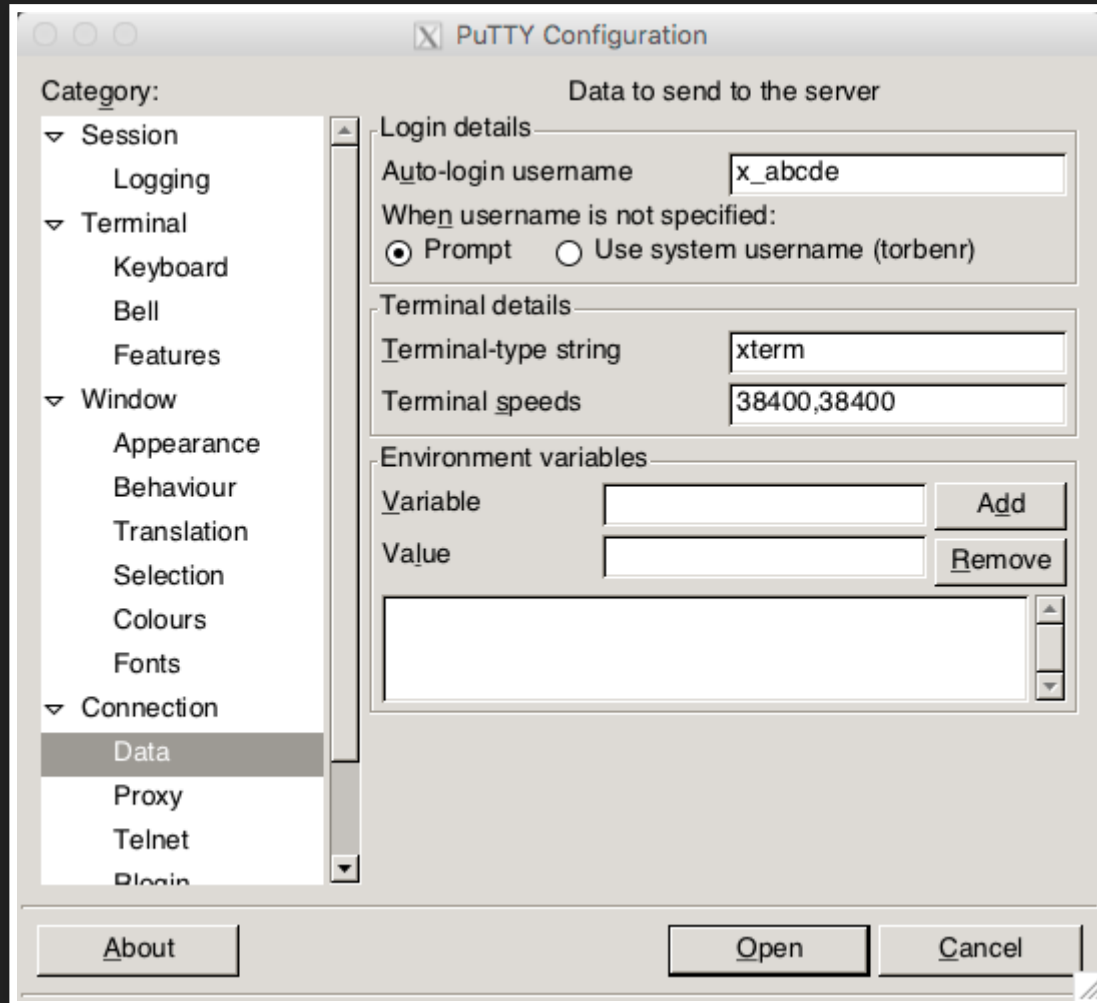 PuTTY Configuration
Category:
Session
Logging
Terminal
Keyboard
Bell
Features
Window
Appearance
Behaviour
Translation
Selection
Colours
Fonts
Connection
Data
Proxy
Telnet
Rlogin
Data to send to the server
Login details
Auto-login username x_abcde
When username is not specified:
Prompt Use system username (torbenr)
Terminal details
Terminal-type string xterm
Terminal speeds 38400,38400
Environment variables
Variable Add
Value Remove
About Open Cancel